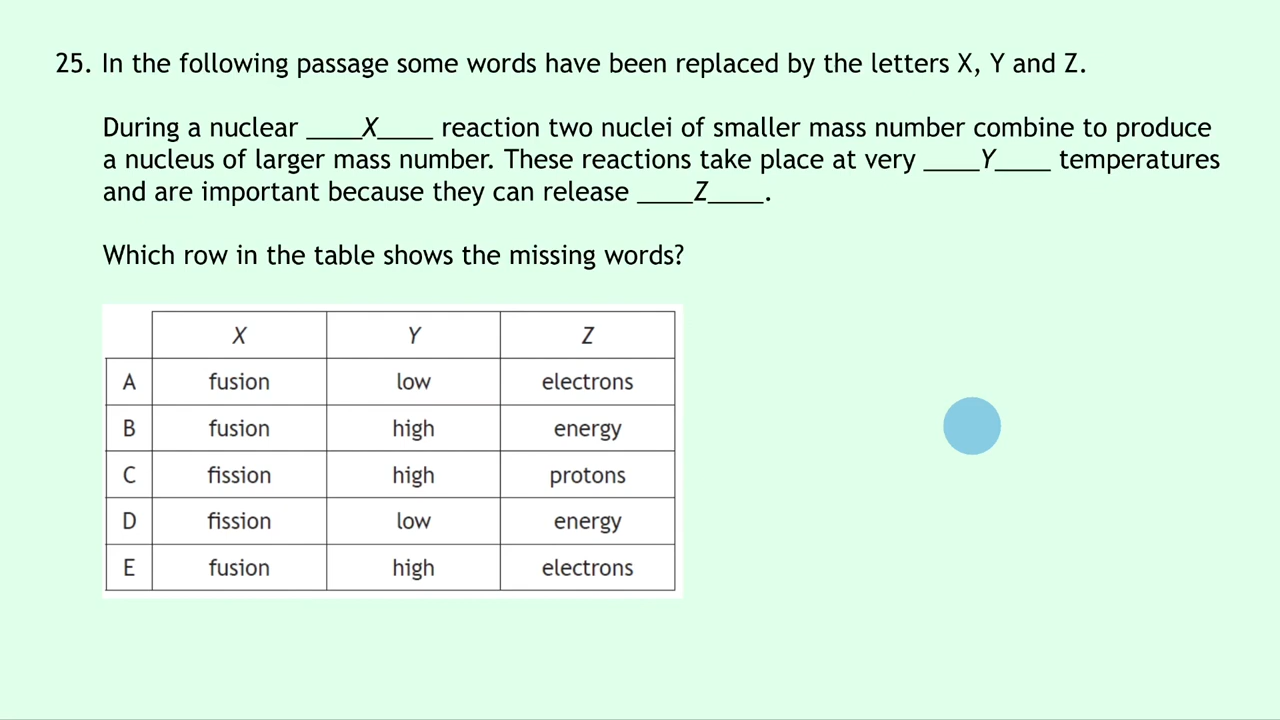 25. In the following passage some words have been replaced by the letters X, Y and Z.
During a nuclear ____X____ reaction two nuclei of smaller mass number combine to produce
a nucleus of larger mass number. These reactions take place at very ____Y____ temperatures
and are important because they can release ____Z____.
Which row in the table shows the missing words?
X Y Z
A fusion low electrons
B fusion high energy
C fission high protons
D fission low energy
E fusion high electrons